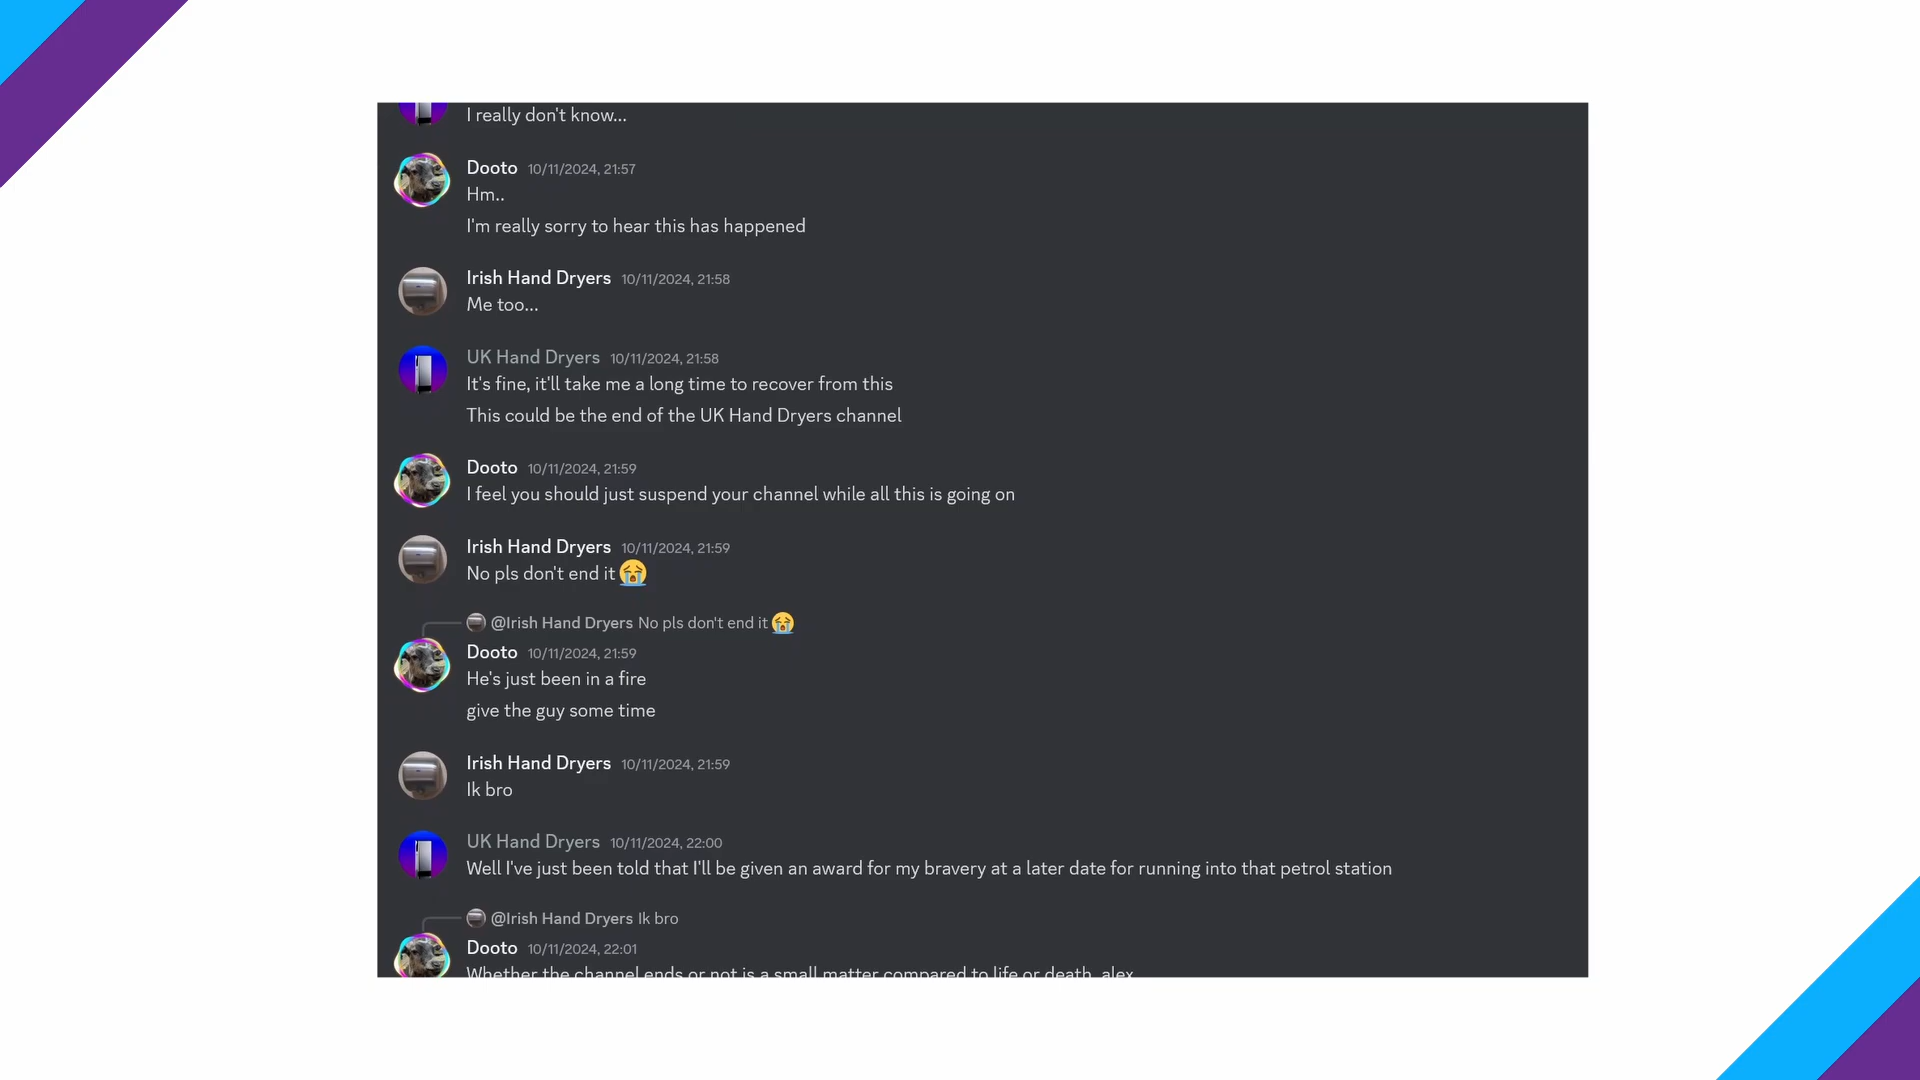 I really don't know...
Dooto 10/11/2024, 21:57
Hm..
I'm really sorry to hear this has happened
Irish Hand Dryers 10/11/2024, 21:58
Me too...
UK Hand Dryers 10/11/2024, 21:58
It's fine, it'll take me a long time to recover from this
This could be the end of the UK Hand Dryers channel
Dooto 10/11/2024, 21:59
I feel you should just suspend your channel while all this is going on
Irish Hand Dryers 10/11/2024, 21:59
No pls don't end it 😭
@Irish Hand Dryers No pls don't end it 😭
Dooto 10/11/2024, 21:59
He's just been in a fire
give the guy some time
Irish Hand Dryers 10/11/2024, 21:59
Ik bro
UK Hand Dryers 10/11/2024, 22:00
Well I've just been told that I'll be given an award for my bravery at a later date for running into that petrol station
@Irish Hand Dryers Ik bro
Dooto 10/11/2024, 22:01
Whether the channel ends or not is a small matter compared to life or death, alex